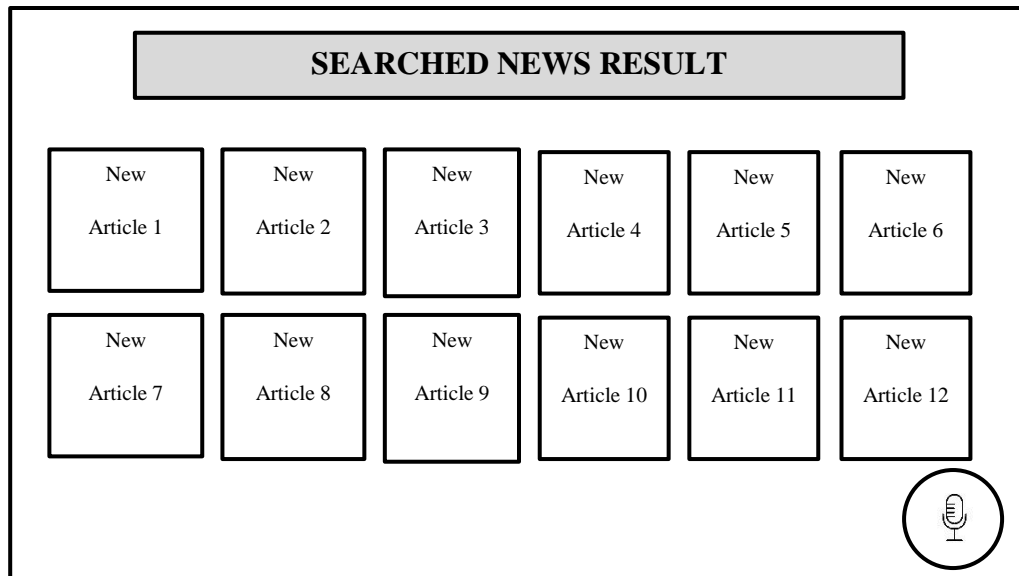 SEARCHED NEWS RESULT
New
Article 1
New
Article 2
New
Article 3
New
Article 4
New
Article 5
New
Article 6
New
Article 7
New
Article 8
New
Article 9
New
Article 10
New
Article 11
New
Article 12